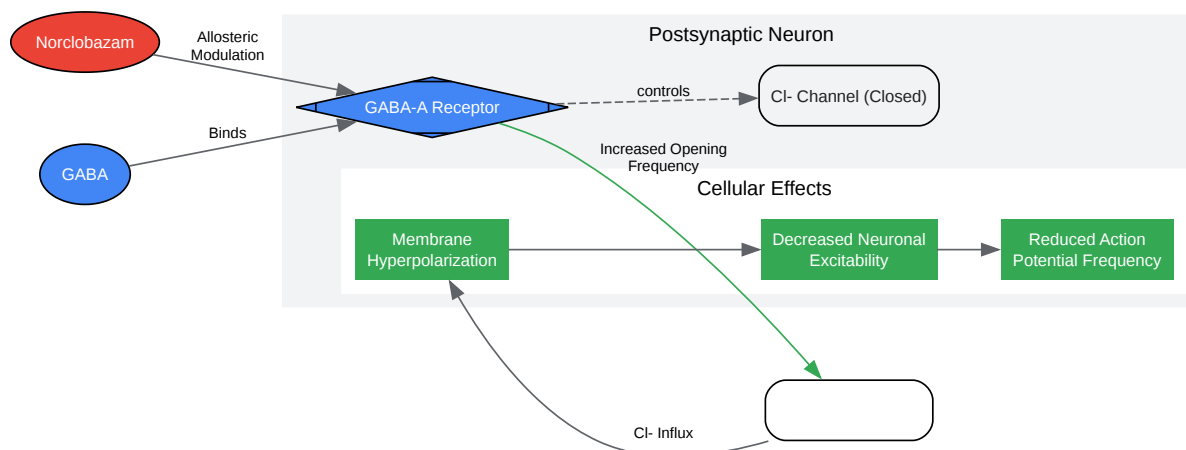 Norclobazam
Allosteric
Modulation
Postsynaptic Neuron
GABA-A Receptor
controls
Cl- Channel (Closed)
Binds
GABA
Increased Opening
Frequency
Cellular Effects
Membrane
Hyperpolarization
Decreased Neuronal
Excitability
Reduced Action
Potential Frequency
Cl- Influx